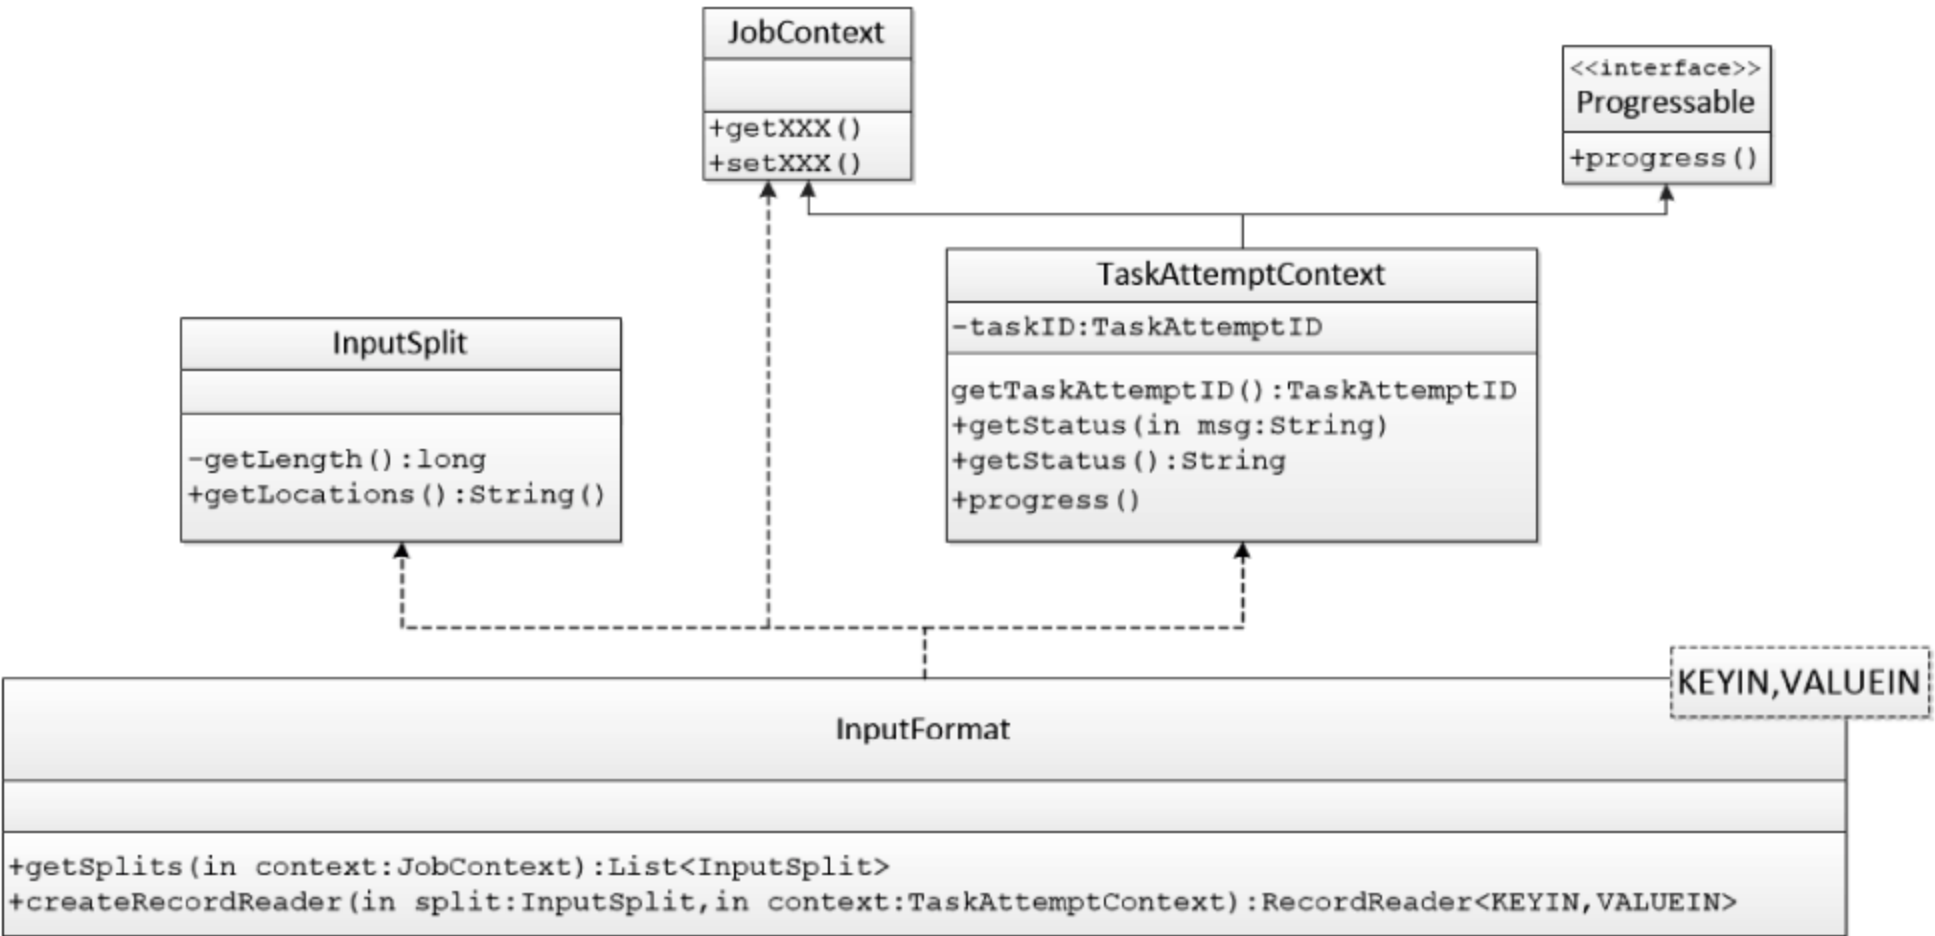 JobContext
+getXXX()
+setXXX()
<<interface>>
Progressable
+progress()
TaskAttemptContext
-taskID:TaskAttemptID
getTaskAttemptID():TaskAttemptID
+getStatus(in msg:String)
+getStatus():String
+progress()
InputSplit
-getLength():long
+getLocations():String()
KEYIN,VALUEIN
InputFormat
+getSplits(in context:JobContext):List<InputSplit>
+createRecordReader(in split:InputSplit,in context:TaskAttemptContext):RecordReader<KEYIN,VALUEIN>